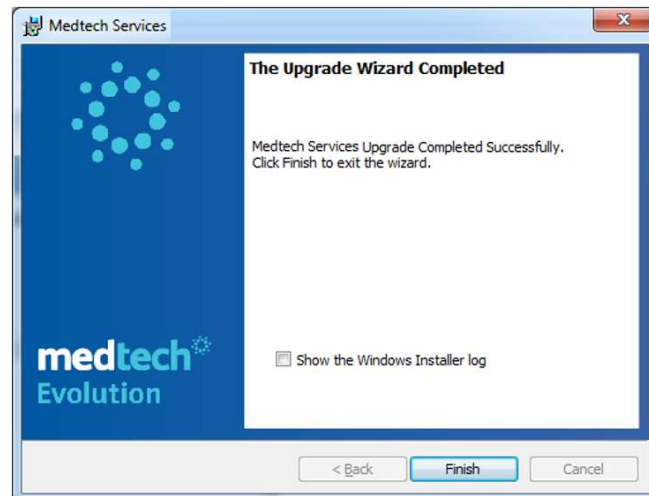 Medtech Services
The Upgrade Wizard Completed
Medtech Services Upgrade Completed Successfully.
Click Finish to exit the wizard.
medtech
Evolution
Show the Windows Installer log
< Back
Finish
Cancel